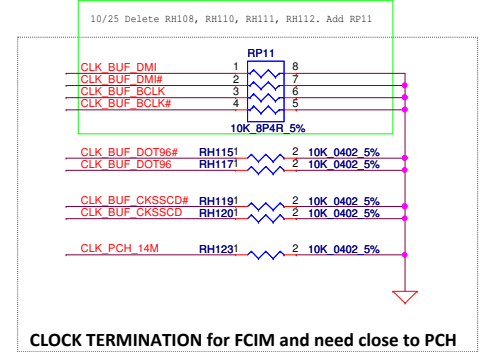 10/25 Delete RH108, RH110, RH111, RH112. Add RP11
RP11
CLK_BUF_DMI 1 8
CLK_BUF_DMI# 2 7
CLK_BUF_BCLK 3 6
CLK_BUF_BCLK# 4 5
10K_8P4R_5%
CLK_BUF_DOT96# RH115 1 2 10K_0402_5%
CLK_BUF_DOT96 RH117 1 2 10K_0402_5%
CLK_BUF_CKSSCD# RH119 1 2 10K_0402_5%
CLK_BUF_CKSSCD RH120 1 2 10K_0402_5%
CLK_PCH_14M RH123 1 2 10K_0402_5%
CLOCK TERMINATION for FCIM and need close to PCH